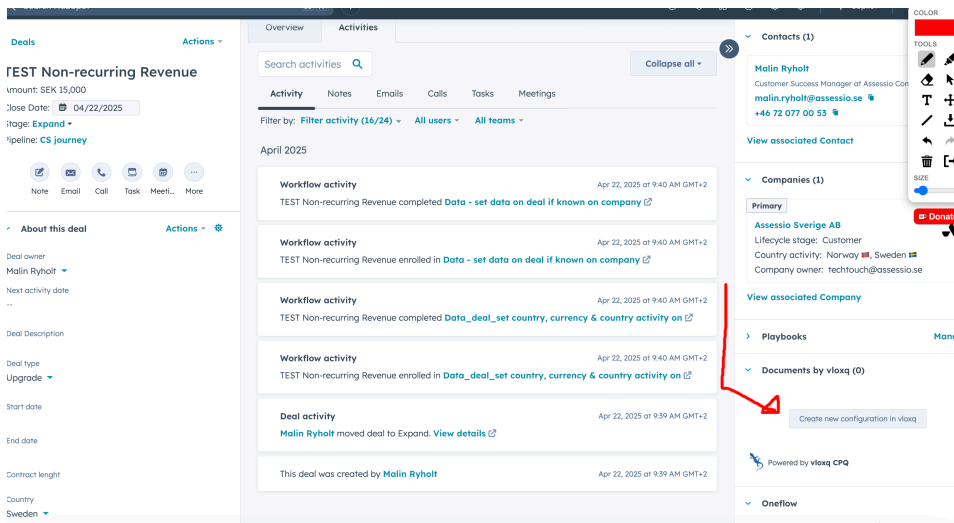 Deals
Actions
TEST Non-recurring Revenue
Amount: SEK 15,000
Close Date: 04/22/2025
Stage: Expand
Pipeline: CS journey
Note Email Call Task Meeti... More
About this deal
Actions
Deal owner
Malin Ryholt
Next activity date
--
Deal Description
Deal type
Upgrade
Start date
End date
Contract lenght
Country
Sweden
Overview Activities
Search activities
Collapse all
Activity Notes Emails Calls Tasks Meetings
Filter by: Filter activity (16/24) All users All teams
April 2025
Workflow activity Apr 22, 2025 at 9:40 AM GMT+2
TEST Non-recurring Revenue completed Data - set data on deal if known on company
Workflow activity Apr 22, 2025 at 9:40 AM GMT+2
TEST Non-recurring Revenue enrolled in Data - set data on deal if known on company
Workflow activity Apr 22, 2025 at 9:40 AM GMT+2
TEST Non-recurring Revenue completed Data_deal_set country, currency & country activity on
Workflow activity Apr 22, 2025 at 9:40 AM GMT+2
TEST Non-recurring Revenue enrolled in Data_deal_set country, currency & country activity on
Deal activity Apr 22, 2025 at 9:39 AM GMT+2
Malin Ryholt moved deal to Expand. View details
This deal was created by Malin Ryholt Apr 22, 2025 at 9:39 AM GMT+2
Contacts (1)
Malin Ryholt
Customer Success Manager at Assessio Con
malin.ryholt@assessio.se
+46 72 077 00 53
View associated Contact
Companies (1)
Primary
Assessio Sverige AB
Lifecycle stage: Customer
Country activity: Norway, Sweden
Company owner: techtouch@assessio.se
View associated Company
Playbooks
Documents by vloxq (0)
Create new configuration in vloxq
Powered by vloxq CPQ
Oneflow
COLOR
TOOLS
T
SIZE
Donate